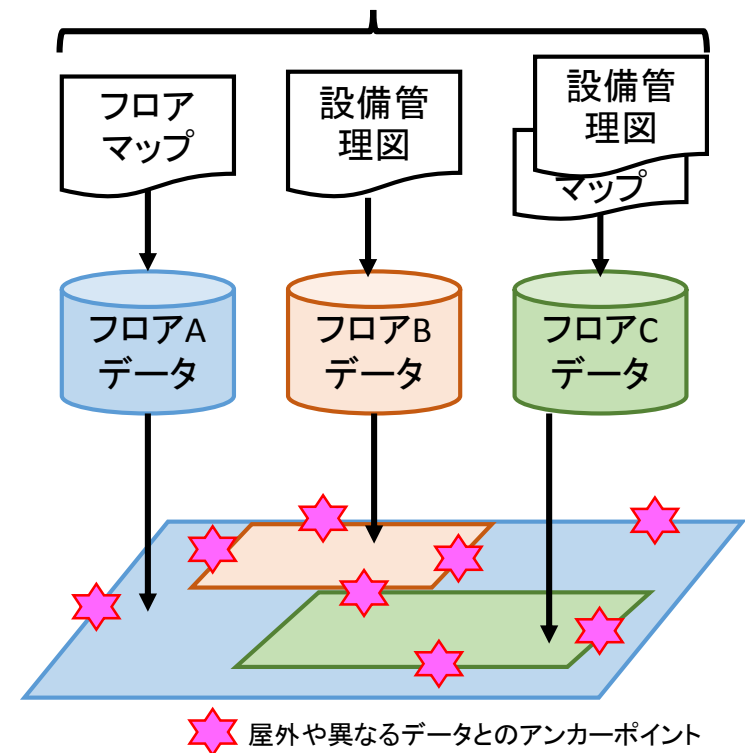 フロア
マップ
設備管
理図
設備管
理図
マップ
フロアA
データ
フロアB
データ
フロアC
データ
屋外や異なるデータとのアンカーポイント